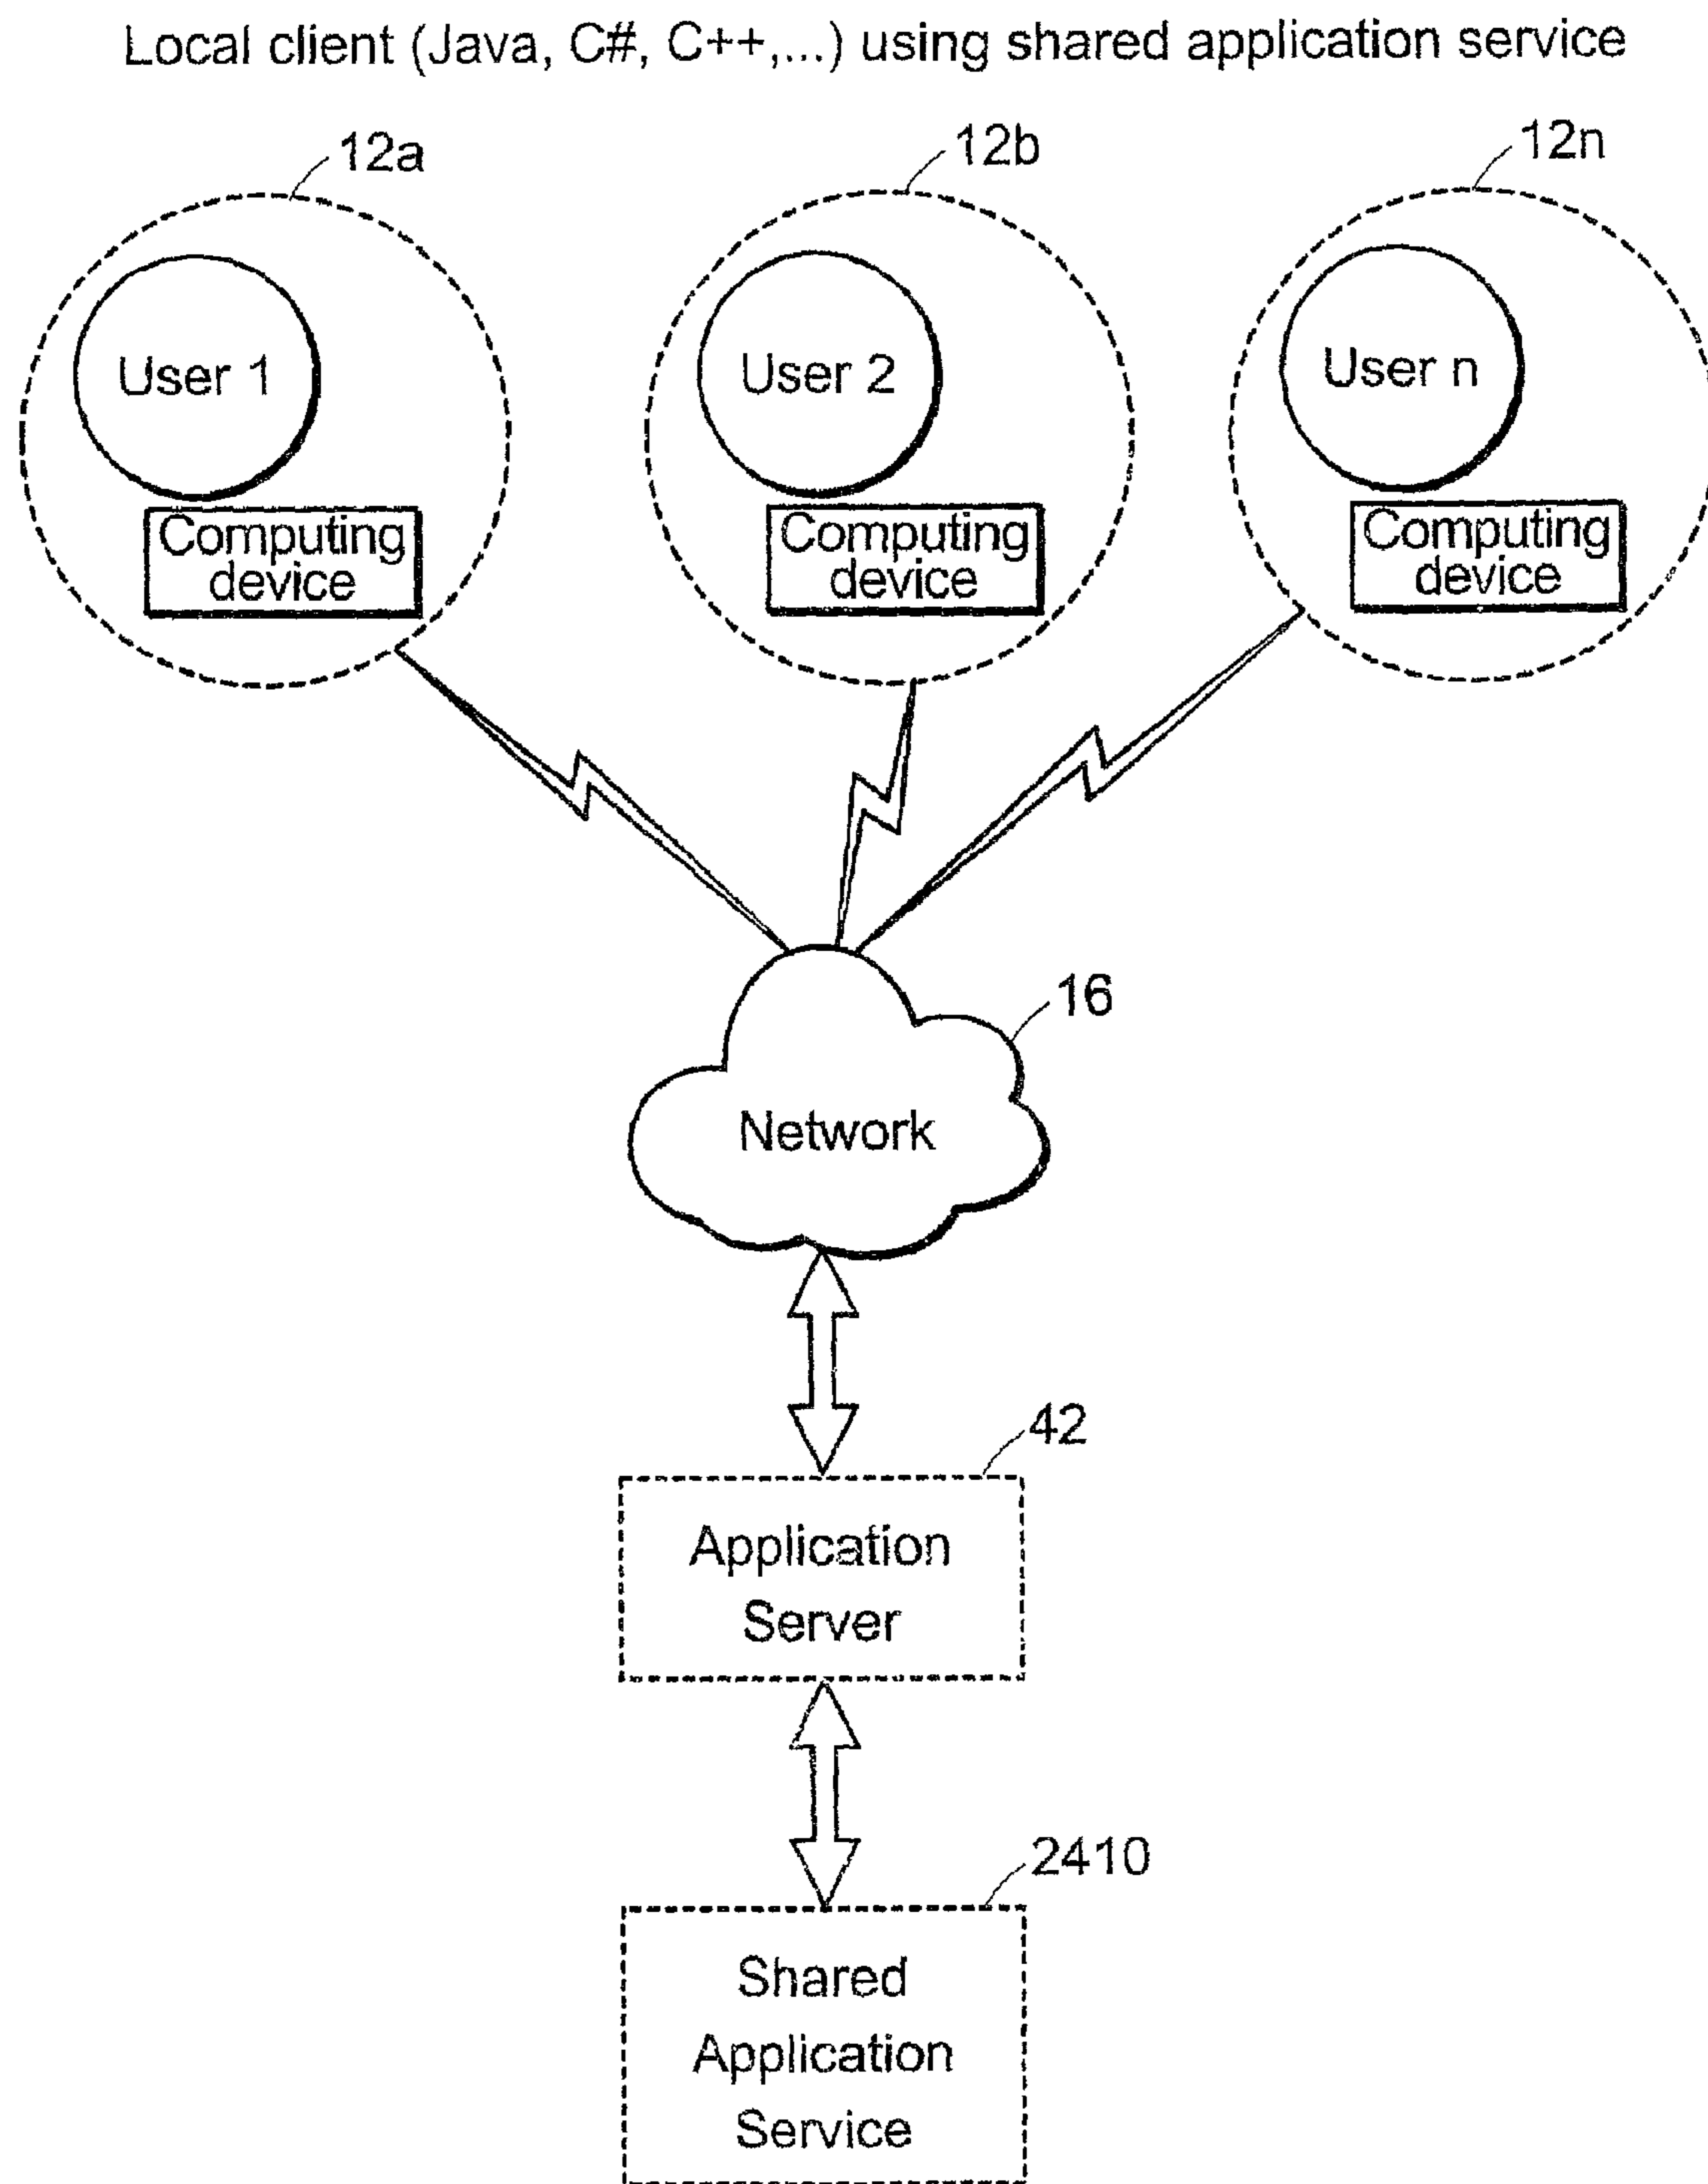 Local client (Java, C#, C++,...) using shared application service
12a
12b
12n
User 1
User 2
User n
Computing
device
Computing
device
Computing
device
16
Network
42
Application
Server
2410
Shared
Application
Service